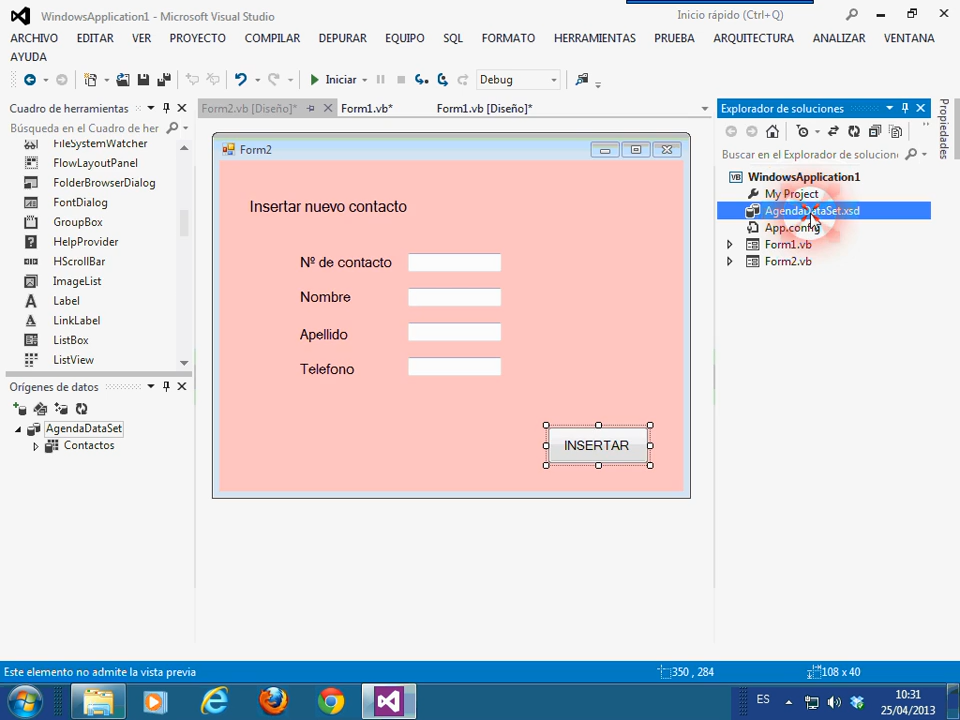 WindowsApplication1 - Microsoft Visual Studio
Inicio rápido (Ctrl+Q)
ARCHIVO EDITAR VER PROYECTO COMPILAR DEPURAR EQUIPO SQL FORMATO HERRAMIENTAS PRUEBA ARQUITECTURA ANALIZAR VENTANA
AYUDA
Iniciar
Debug
Cuadro de herramientas
Búsqueda en el Cuadro de her
FileSystemWatcher
FlowLayoutPanel
FolderBrowserDialog
FontDialog
GroupBox
HelpProvider
HScrollBar
ImageList
Label
LinkLabel
ListBox
ListView
Orígenes de datos
AgendaDataSet
Contactos
Form2.vb [Diseño]*
Form1.vb*
Form1.vb [Diseño]*
Form2
Insertar nuevo contacto
Nº de contacto
Nombre
Apellido
Telefono
INSERTAR
Explorador de soluciones
Buscar en el Explorador de solucion
VB WindowsApplication1
My Project
AgendaDataSet.xsd
App.config
Form1.vb
Form2.vb
Propiedades
Este elemento no admite la vista previa
350 , 284
108 x 40
ES
10:31
25/04/2013